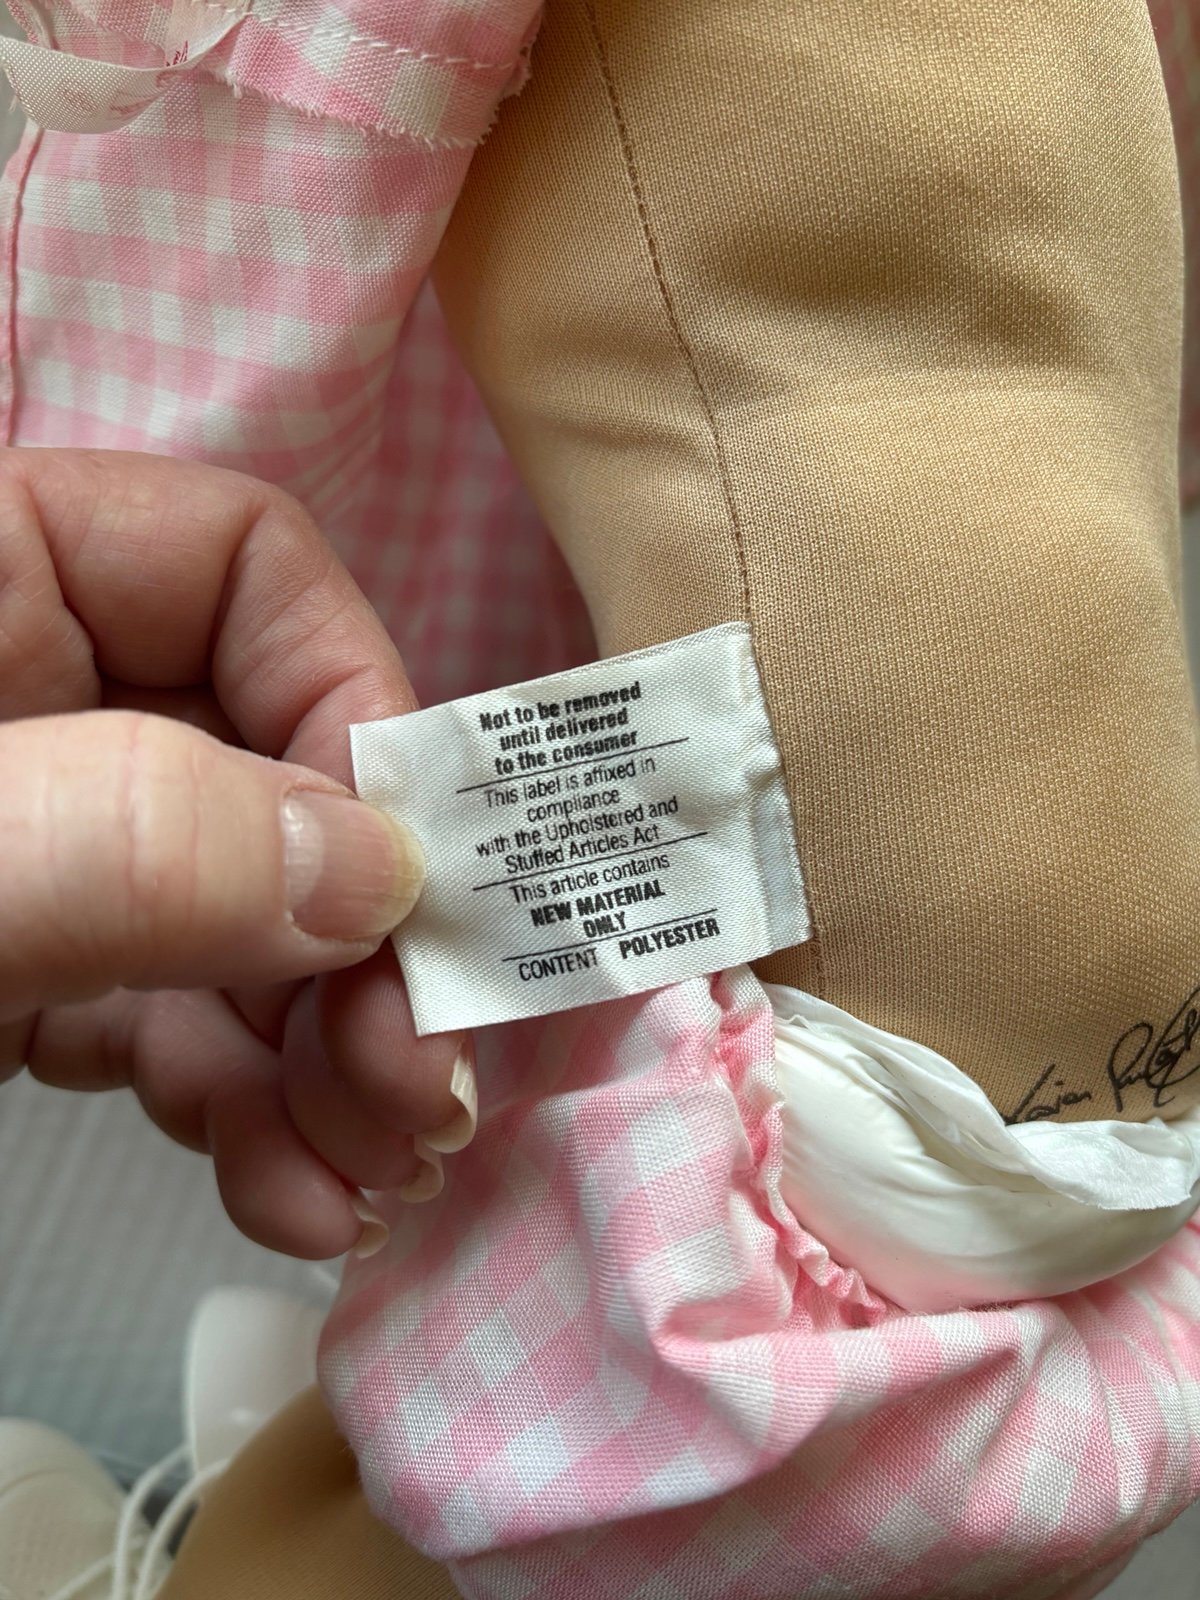 Not to be removed
until delivered
to the consumer
This label is affixed in
compliance
with the Upholstered and
Stuffed Articles Act
This article contains
NEW MATERIAL
ONLY
CONTENT POLYESTER